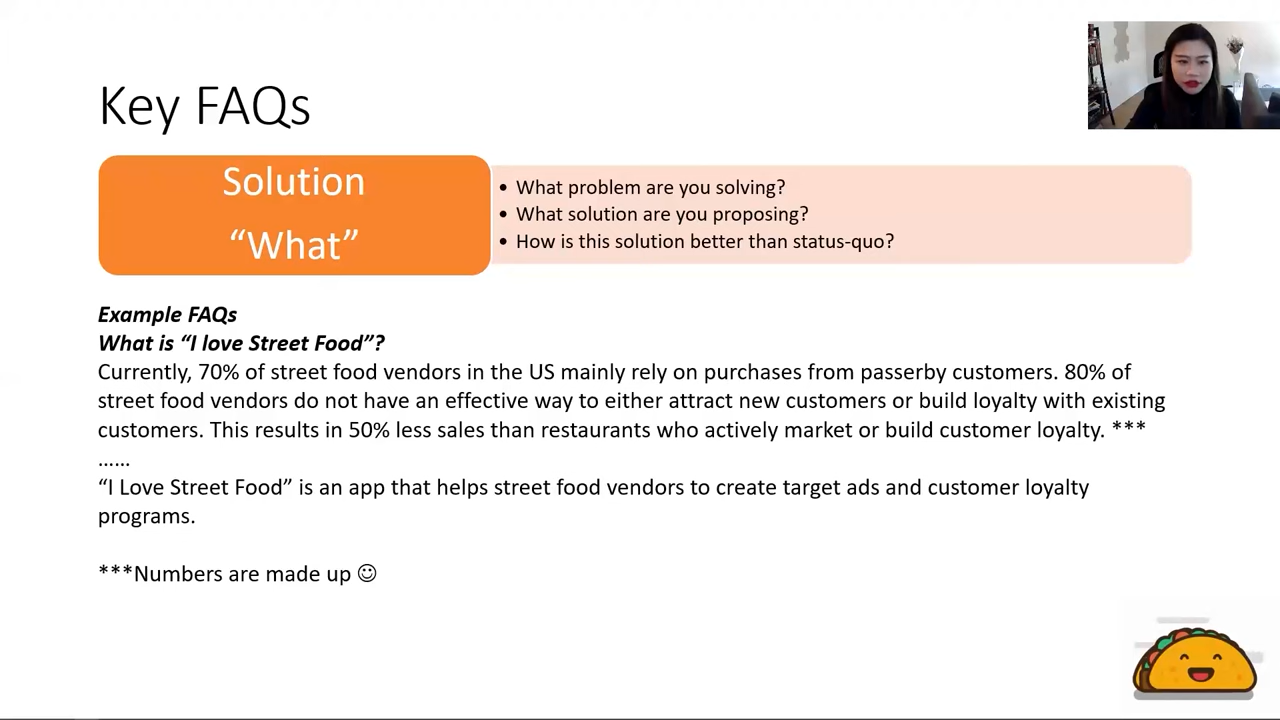 Key FAQs
Solution
“What”
• What problem are you solving?
• What solution are you proposing?
• How is this solution better than status-quo?
Example FAQs
What is “I love Street Food”?
Currently, 70% of street food vendors in the US mainly rely on purchases from passerby customers. 80% of
street food vendors do not have an effective way to either attract new customers or build loyalty with existing
customers. This results in 50% less sales than restaurants who actively market or build customer loyalty. ***
......
“I Love Street Food” is an app that helps street food vendors to create target ads and customer loyalty
programs.
***Numbers are made up ☺